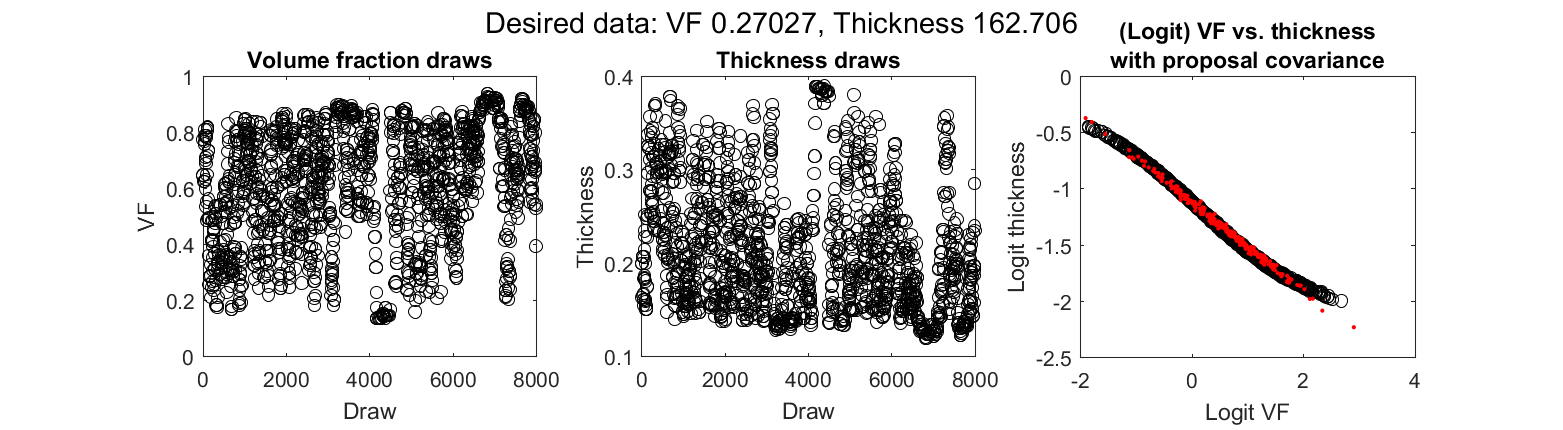 Desired data: VF 0.27027, Thickness 162.706
Volume fraction draws
VF
1
0.8
0.6
0.4
0.2
0
0 2000 4000 6000 8000
Draw
Thickness draws
Thickness
0.4
0.3
0.2
0.1
0 2000 4000 6000 8000
Draw
(Logit) VF vs. thickness
with proposal covariance
Logit thickness
0
-0.5
-1
-1.5
-2
-2.5
-2 0 2 4
Logit VF